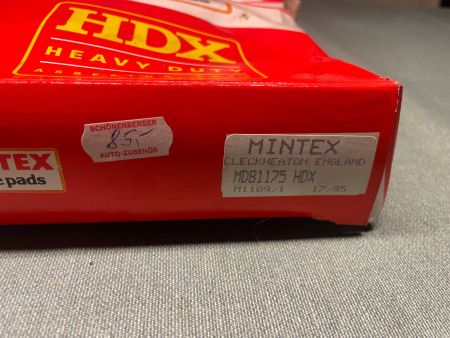 HDX
HEAVY DUTY
SCHÖNENBERGER
85,-
AUTO-ZUBEHÖR
TEX
e pads
MINTEX
CLECKHEATON, ENGLAND
MDB1175 HDX
M1109/1 17/95